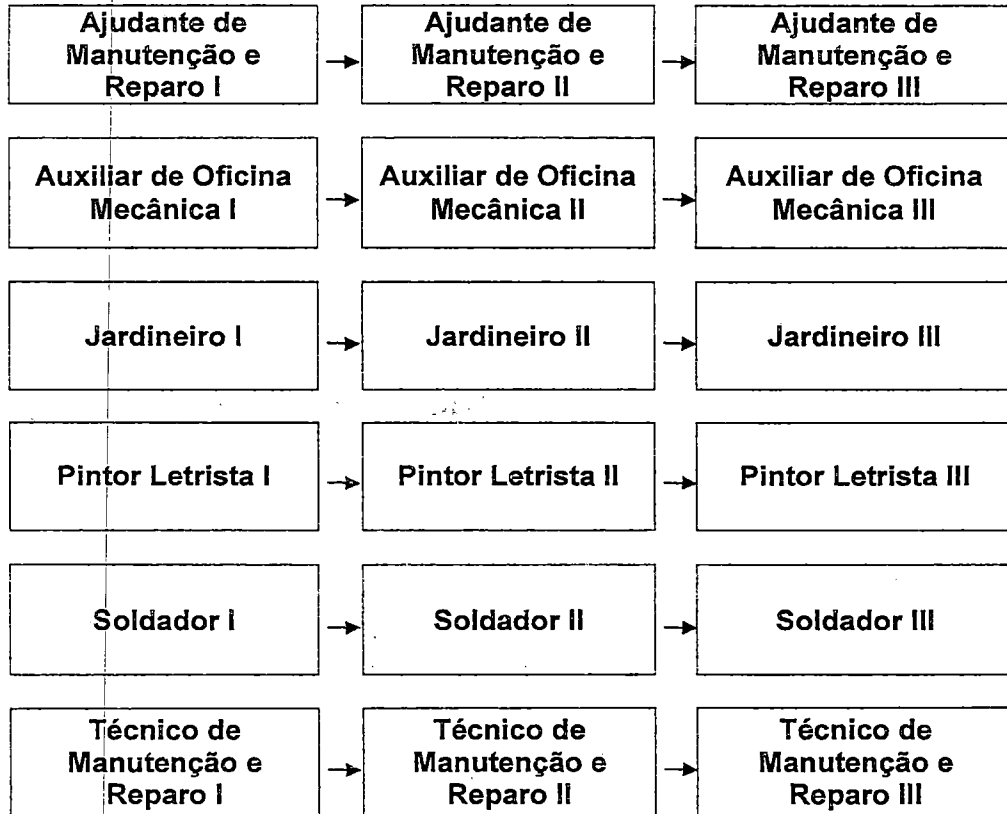 Ajudante de
Manutenção e
Reparo I
Ajudante de
Manutenção e
Reparo II
Ajudante de
Manutenção e
Reparo III
Auxiliar de Oficina
Mecânica I
Auxiliar de Oficina
Mecânica II
Auxiliar de Oficina
Mecânica III
Jardineiro I
Jardineiro II
Jardineiro III
Pintor Letrista I
Pintor Letrista II
Pintor Letrista III
Soldador I
Soldador II
Soldador III
Técnico de
Manutenção e
Reparo I
Técnico de
Manutenção e
Reparo II
Técnico de
Manutenção e
Reparo III